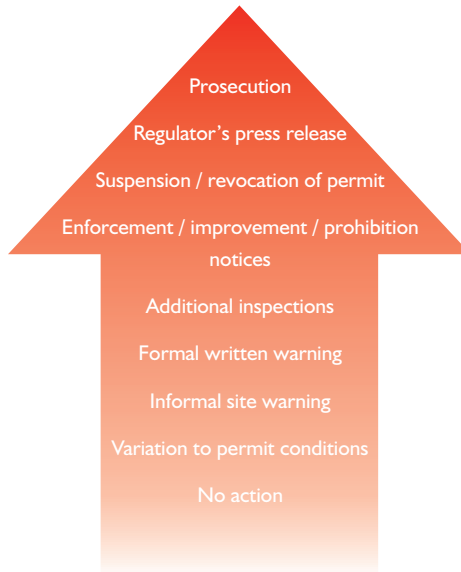 Prosecution
Regulator’s press release
Suspension / revocation of permit
Enforcement / improvement / prohibition
notices
Additional inspections
Formal written warning
Informal site warning
Variation to permit conditions
No action